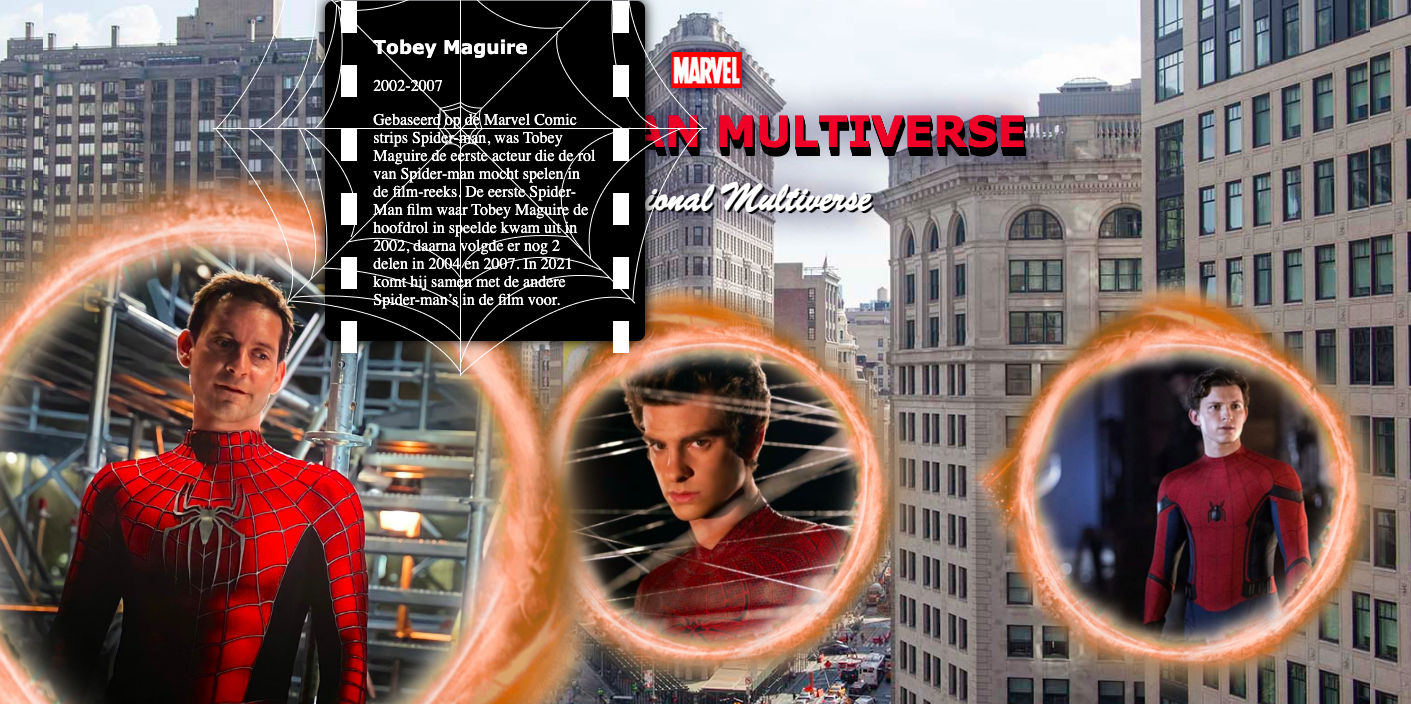 Tobey Maguire
2002-2007
Gebaseerd op de Marvel Comic
strips Spider-man, was Tobey
Maguire de eerste acteur die de rol
van Spider-man mocht spelen in
de film-reeks. De eerste Spider-
Man film waar Tobey Maguire de
hoofdrol in speelde kwam uit in
2002, daarna volgde er nog 2
delen in 2004 en 2007. In 2021
komt hij samen met de andere
Spider-man's in de film voor.
MARVEL
AN MULTIVERSE
ional Multiverse